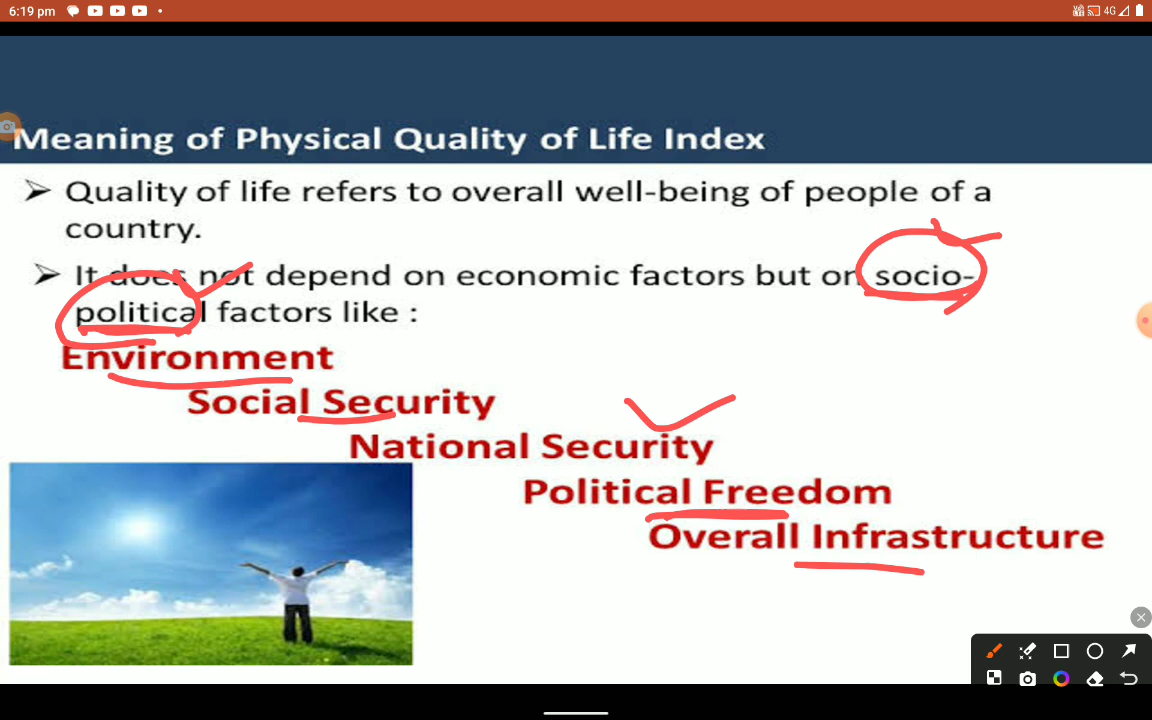 6:19 pm
4G
Meaning of Physical Quality of Life Index
Quality of life refers to overall well-being of people of a
country.
It does not depend on economic factors but on socio-
political factors like :
Environment
Social Security
National Security
Political Freedom
Overall Infrastructure